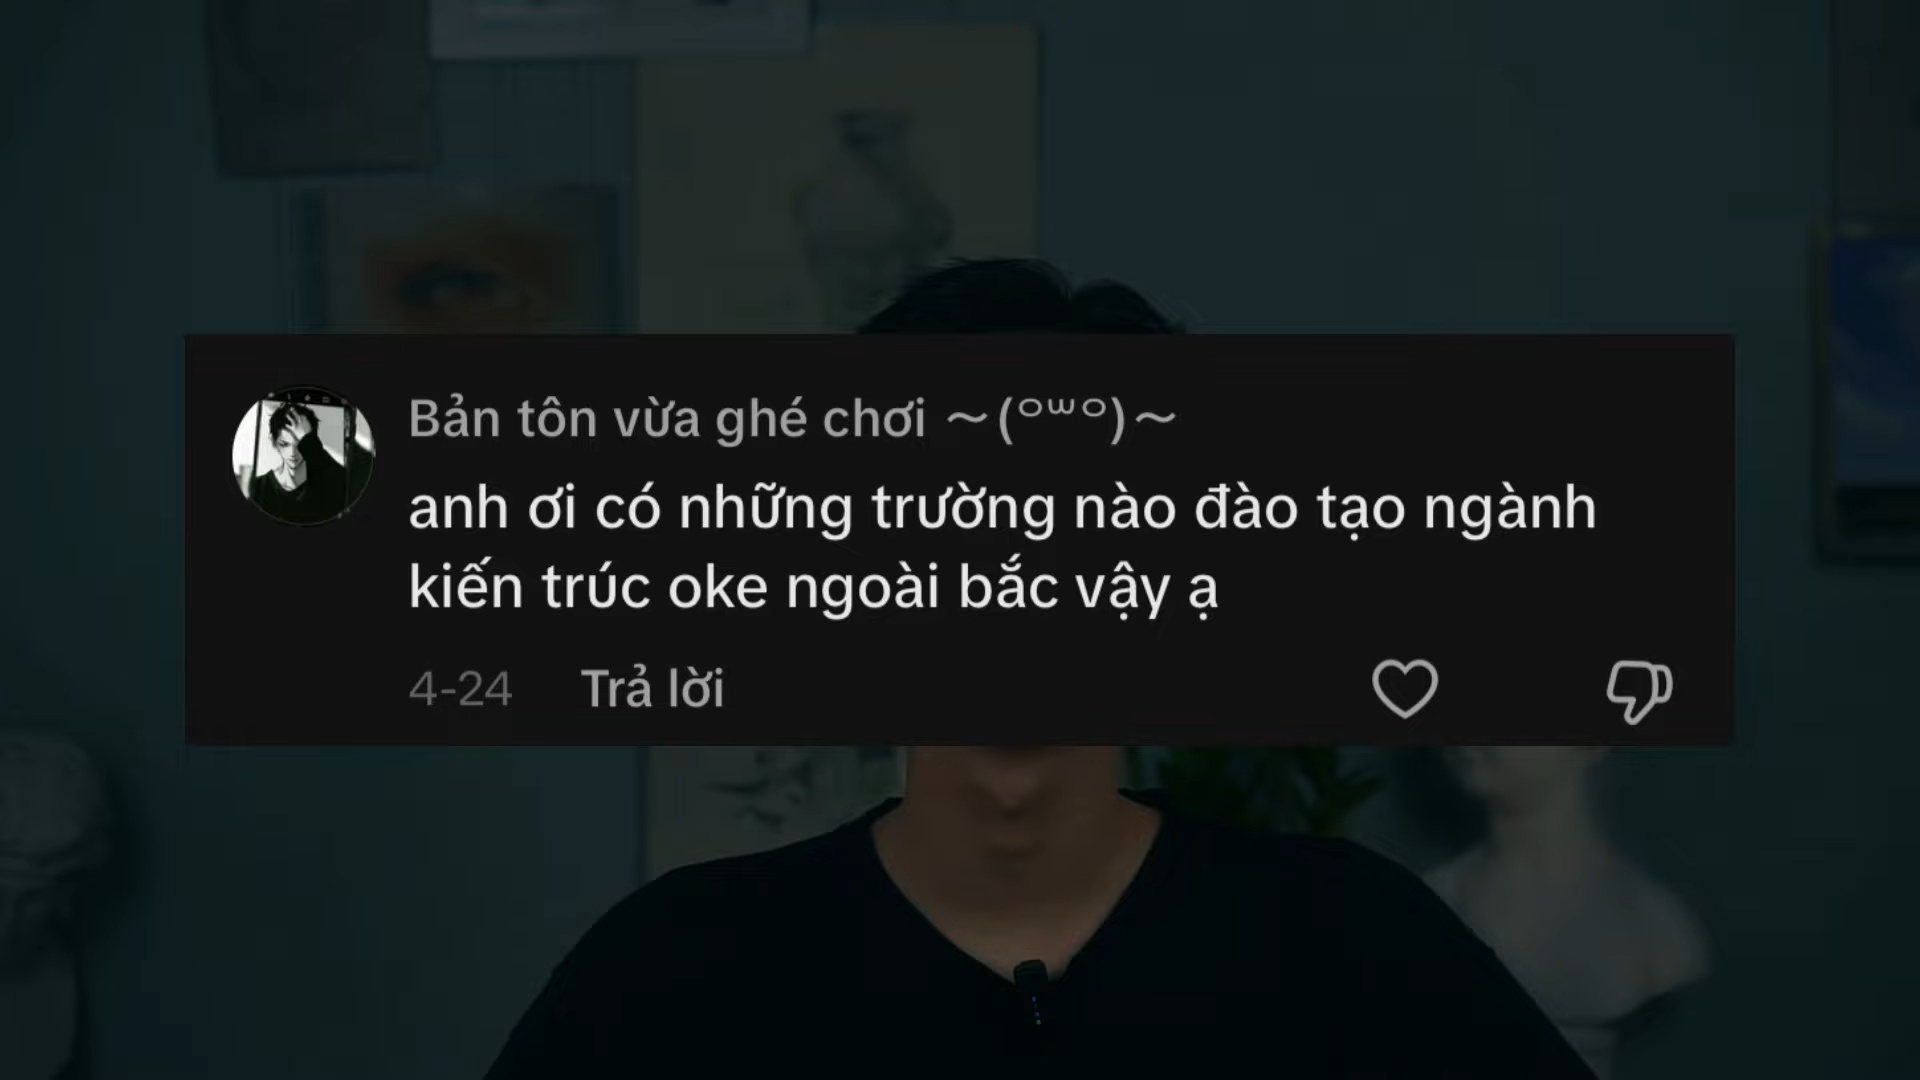 Bản tôn vừa ghé chơi ～(ºʷº)～
anh ơi có những trường nào đào tạo ngành
kiến trúc oke ngoài bắc vậy ạ
4-24 Trả lời